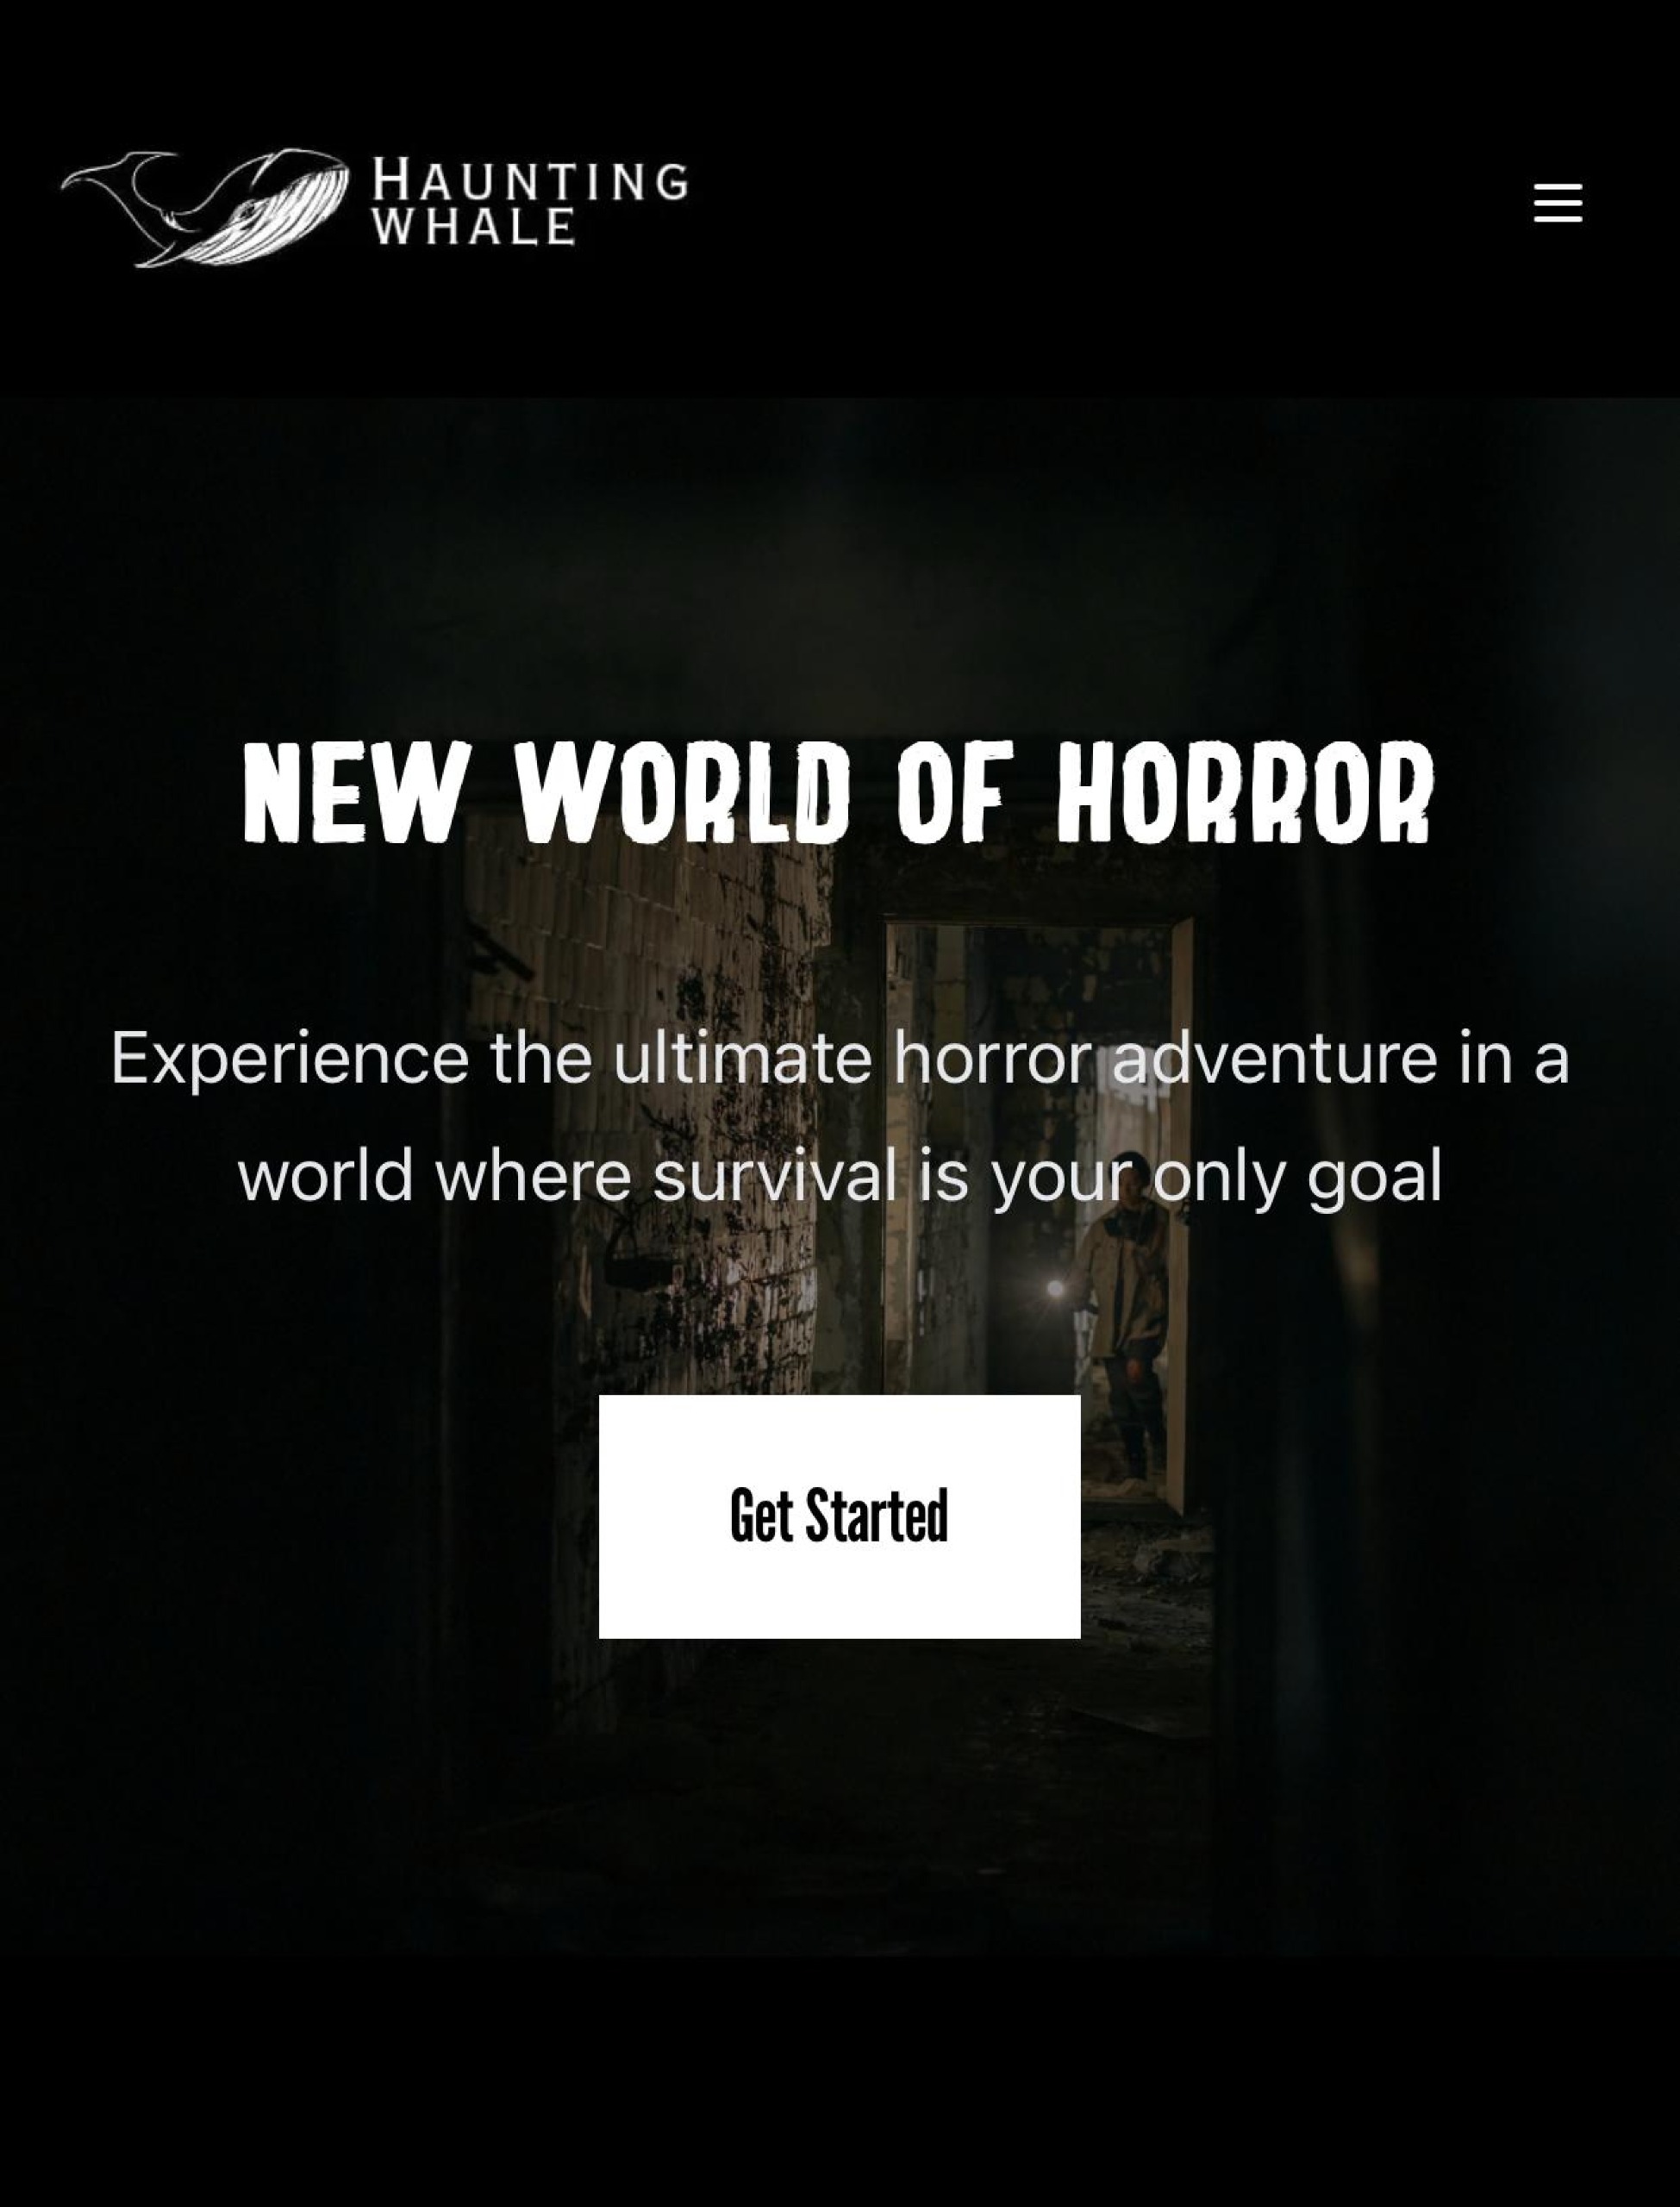 HAUNTING
WHALE
NEW WORLD OF HORROR
Experience the ultimate horror adventure in a
world where survival is your only goal
Get Started